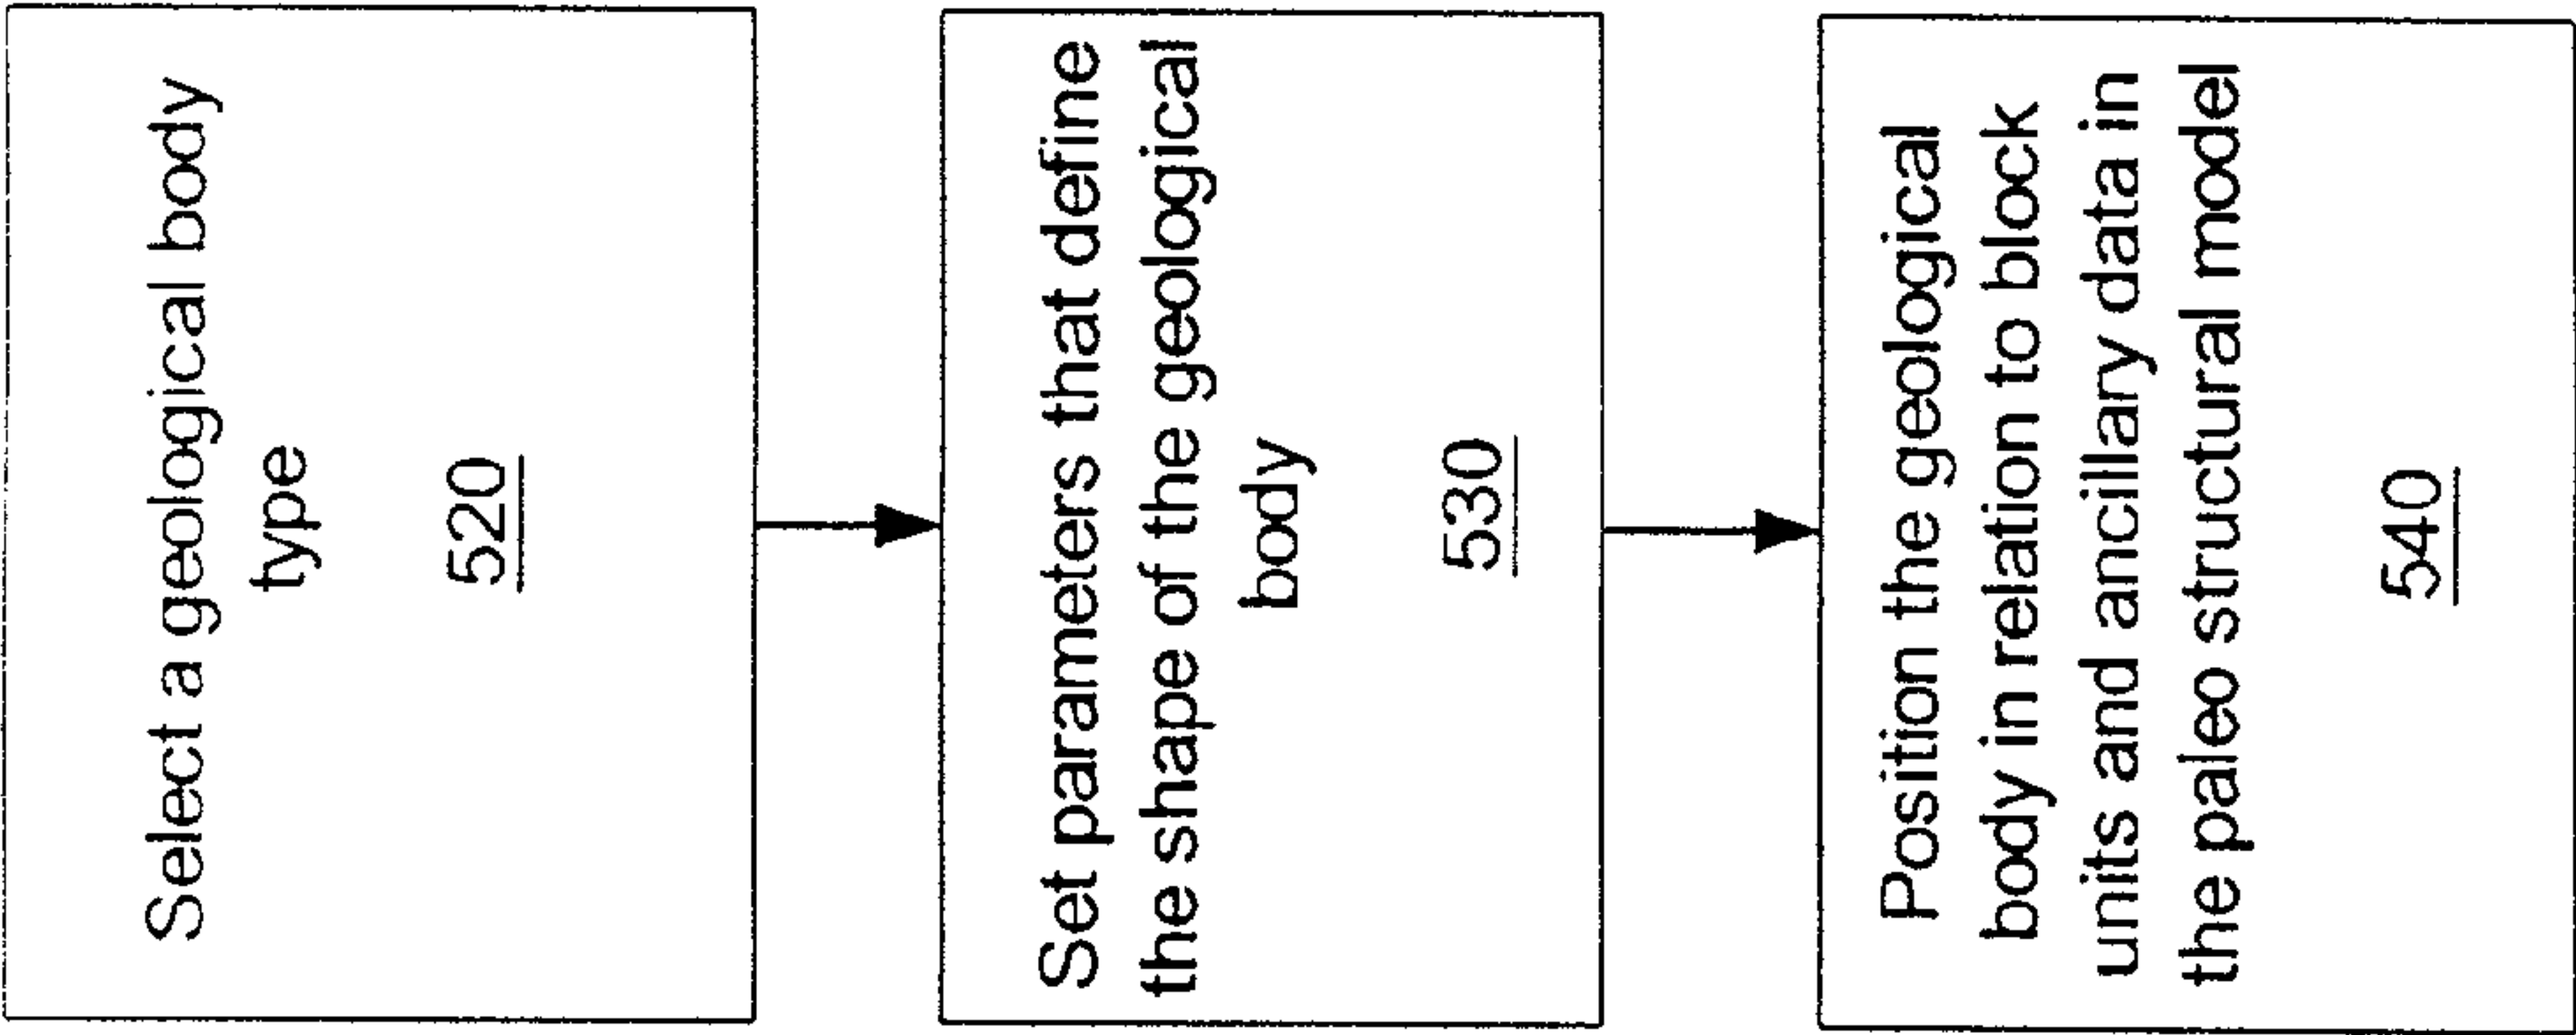 Select a geological body
type
520
Set parameters that define
the shape of the geological
body
530
Position the geological
body in relation to block
units and ancillary data in
the paleo structural model
540